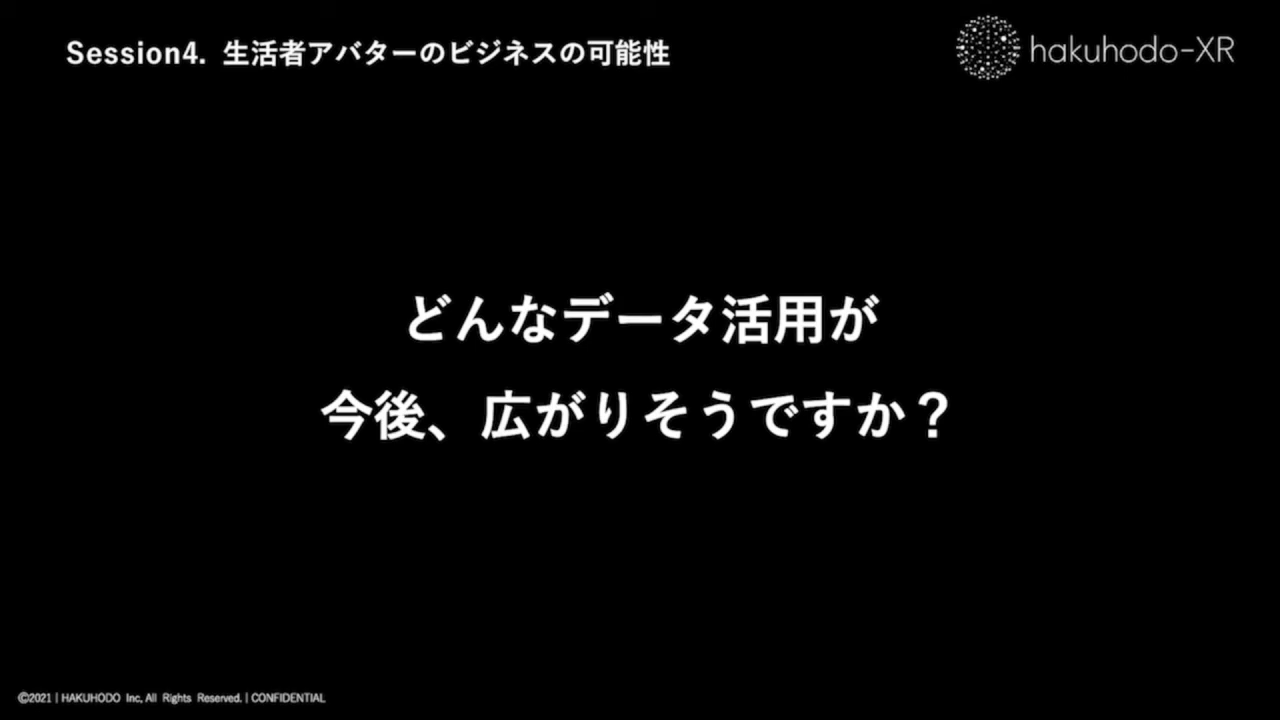 Session4. 生活者アバターのビジネスの可能性
hakuhodo-XR
どんなデータ活用が
今後、広がりそうですか？
©2021 | HAKUHODO Inc, All Rights Reserved. | CONFIDENTIAL